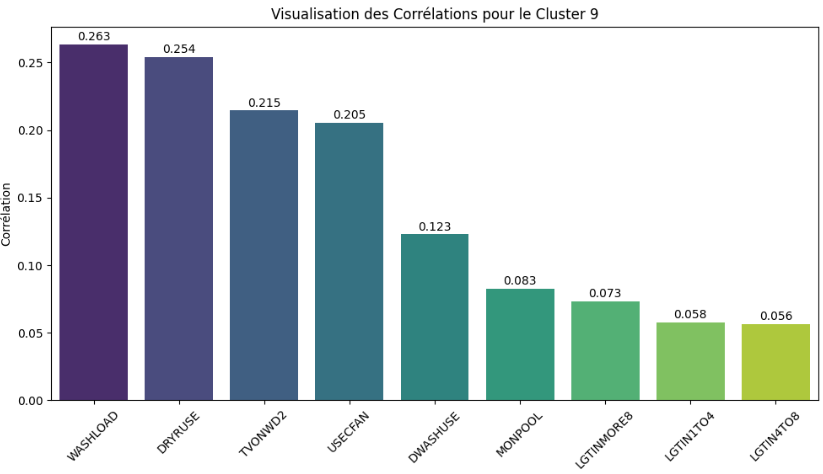 Visualisation des Corrélations pour le Cluster 9
Corrélation
0.25
0.20
0.15
0.10
0.05
0.00
0.263
0.254
0.215
0.205
0.123
0.083
0.073
0.058
0.056
WASHLOAD
DRYRUSE
TVONWD2
USECFAN
DWASHUSE
MONPOOL
LGTINMORE8
LGTIN1TO4
LGTIN4TO8